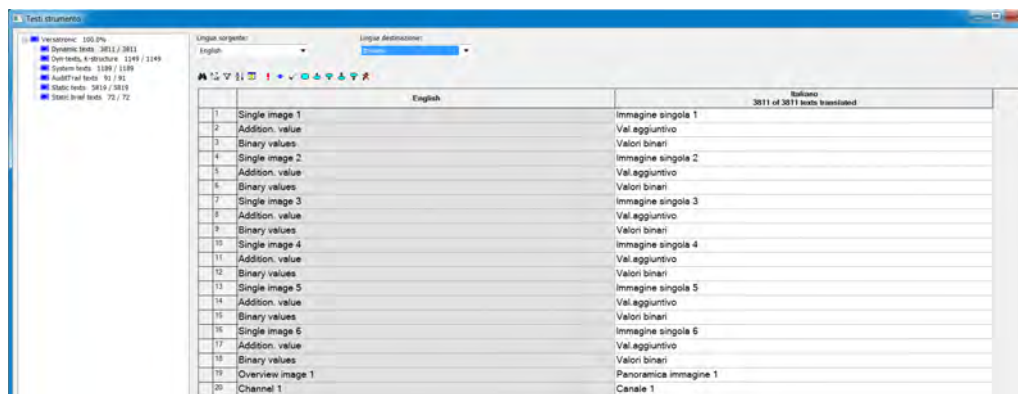 Testi strumento
Versatronic 100.0%
Dynamic texts 3811 / 3811
Dyn-texts, k-structure 1149 / 1149
System texts 1189 / 1189
AuditTrail texts 91 / 91
Static texts 3819 / 3819
Static brief texts 72 / 72
Lingua sorgente:
Lingua destinazione:
English
Italiano
English
Italiano
3811 of 3811 texts translated
1 Single image 1 Immagine singola 1
2 Addition. value Val.aggiuntivo
3 Binary values Valori binari
4 Single image 2 Immagine singola 2
5 Addition. value Val.aggiuntivo
6 Binary values Valori binari
7 Single image 3 Immagine singola 3
8 Addition. value Val.aggiuntivo
9 Binary values Valori binari
10 Single image 4 Immagine singola 4
11 Addition. value Val.aggiuntivo
12 Binary values Valori binari
13 Single image 5 Immagine singola 5
14 Addition. value Val.aggiuntivo
15 Binary values Valori binari
16 Single image 6 Immagine singola 6
17 Addition. value Val.aggiuntivo
18 Binary values Valori binari
19 Overview image 1 Panoramica immagine 1
20 Channel 1 Canale 1